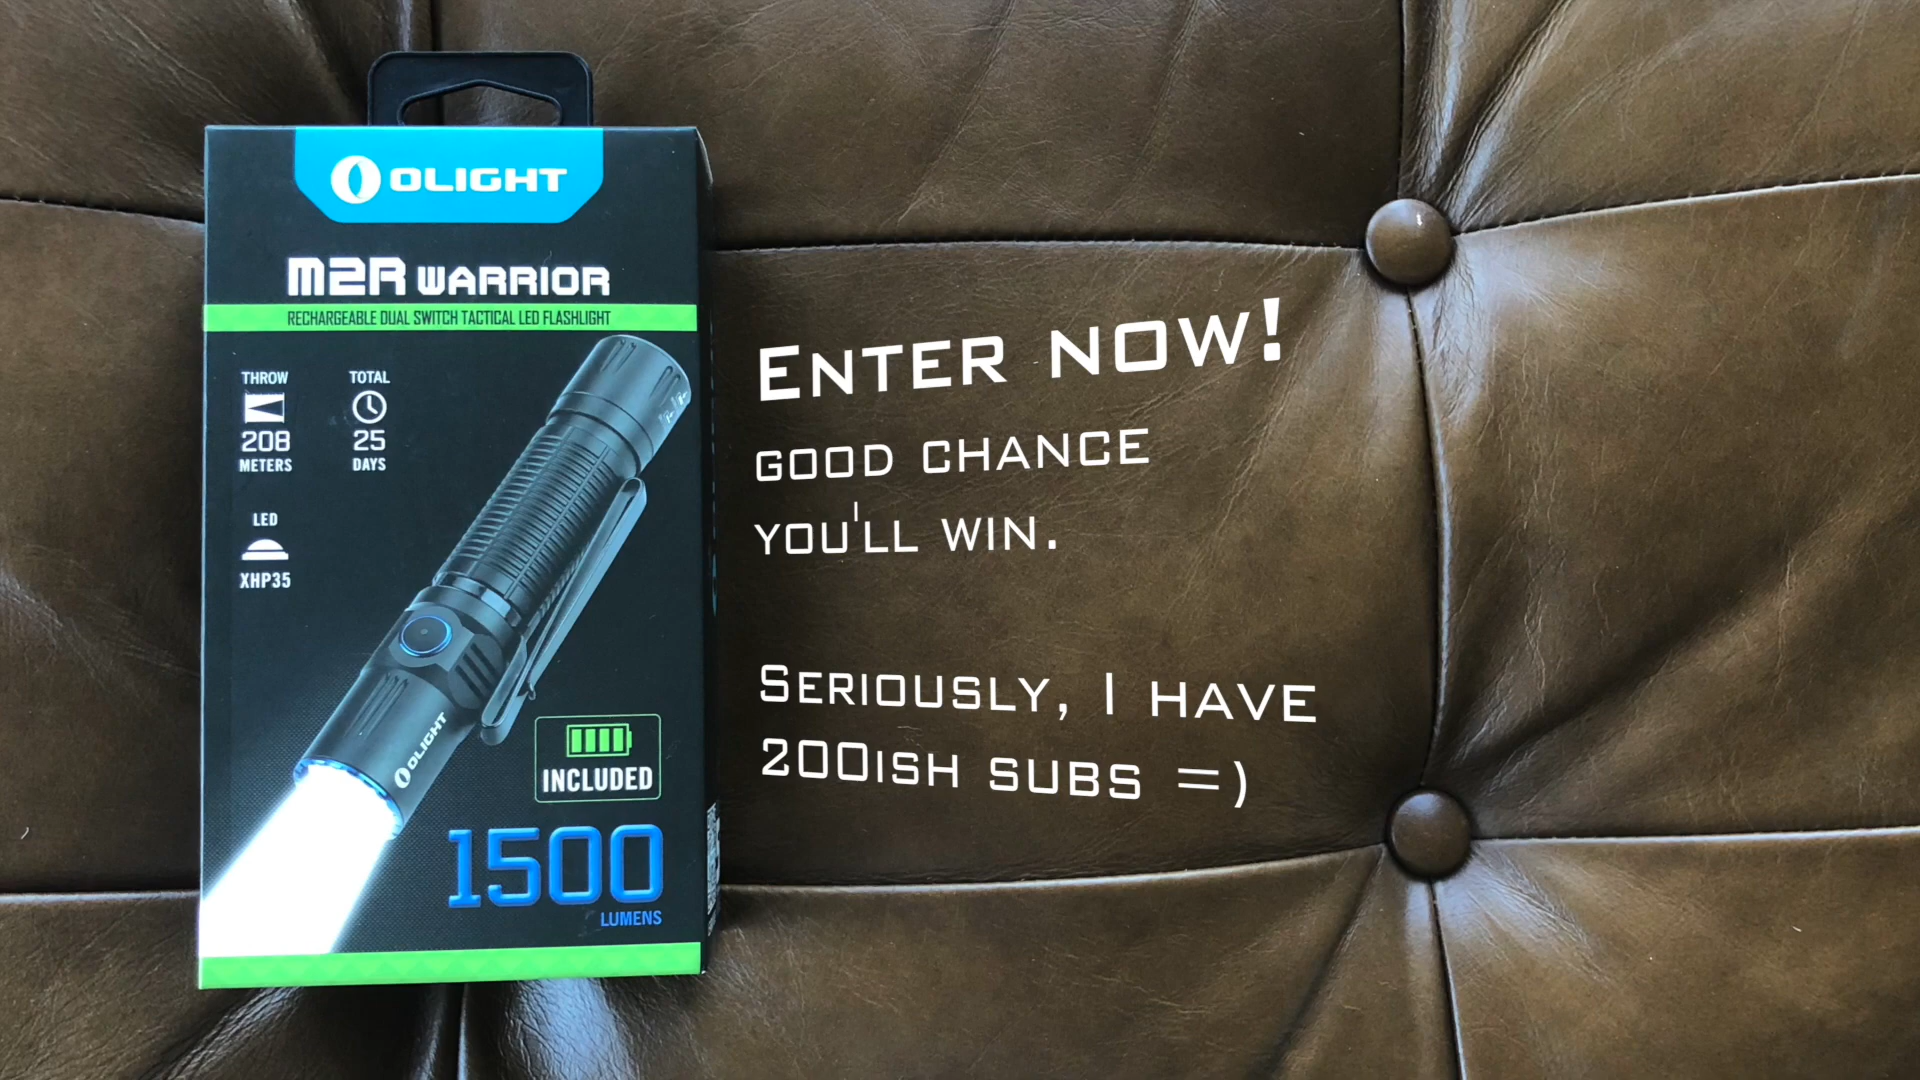 OLIGHT
M2R WARRIOR
RECHARGEABLE DUAL SWITCH TACTICAL LED FLASHLIGHT
THROW
208
METERS
TOTAL
25
DAYS
LED
XHP35
OLIGHT
INCLUDED
1500
LUMENS
ENTER NOW!
GOOD CHANCE
YOU'LL WIN.
SERIOUSLY, I HAVE
200ISH SUBS =)